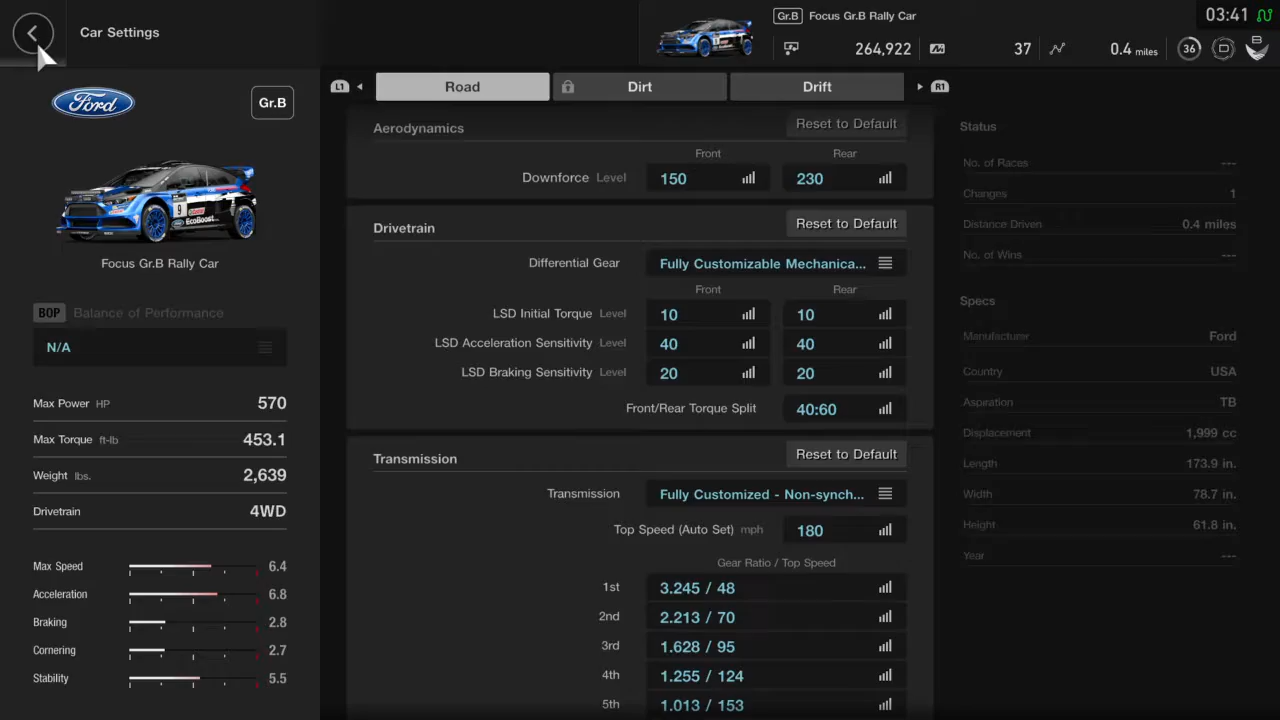 Car Settings
Gr.B Focus Gr.B Rally Car
03:41
264,922 37 0.4 miles 36 B
Ford Gr.B
L1 Road Dirt Drift R1
Aerodynamics Reset to Default
Front Rear
Downforce Level 150 230
Drivetrain Reset to Default
Differential Gear Fully Customizable Mechanica...
Front Rear
LSD Initial Torque Level 10 10
LSD Acceleration Sensitivity Level 40 40
LSD Braking Sensitivity Level 20 20
Front/Rear Torque Split 40:60
Transmission Reset to Default
Transmission Fully Customized - Non-synch...
Top Speed (Auto Set) mph 180
Gear Ratio / Top Speed
1st 3.245 / 48
2nd 2.213 / 70
3rd 1.628 / 95
4th 1.255 / 124
5th 1.013 / 153
9
EcoBoost
Focus Gr.B Rally Car
BOP Balance of Performance
N/A
Max Power HP 570
Max Torque ft-lb 453.1
Weight lbs. 2,639
Drivetrain 4WD
Max Speed 6.4
Acceleration 6.8
Braking 2.8
Cornering 2.7
Stability 5.5
Status
No. of Races ---
Changes 1
Distance Driven 0.4 miles
No. of Wins ---
Specs
Manufacturer Ford
Country USA
Aspiration TB
Displacement 1,999 cc
Length 173.9 in.
Width 78.7 in.
Height 61.8 in.
Year ---